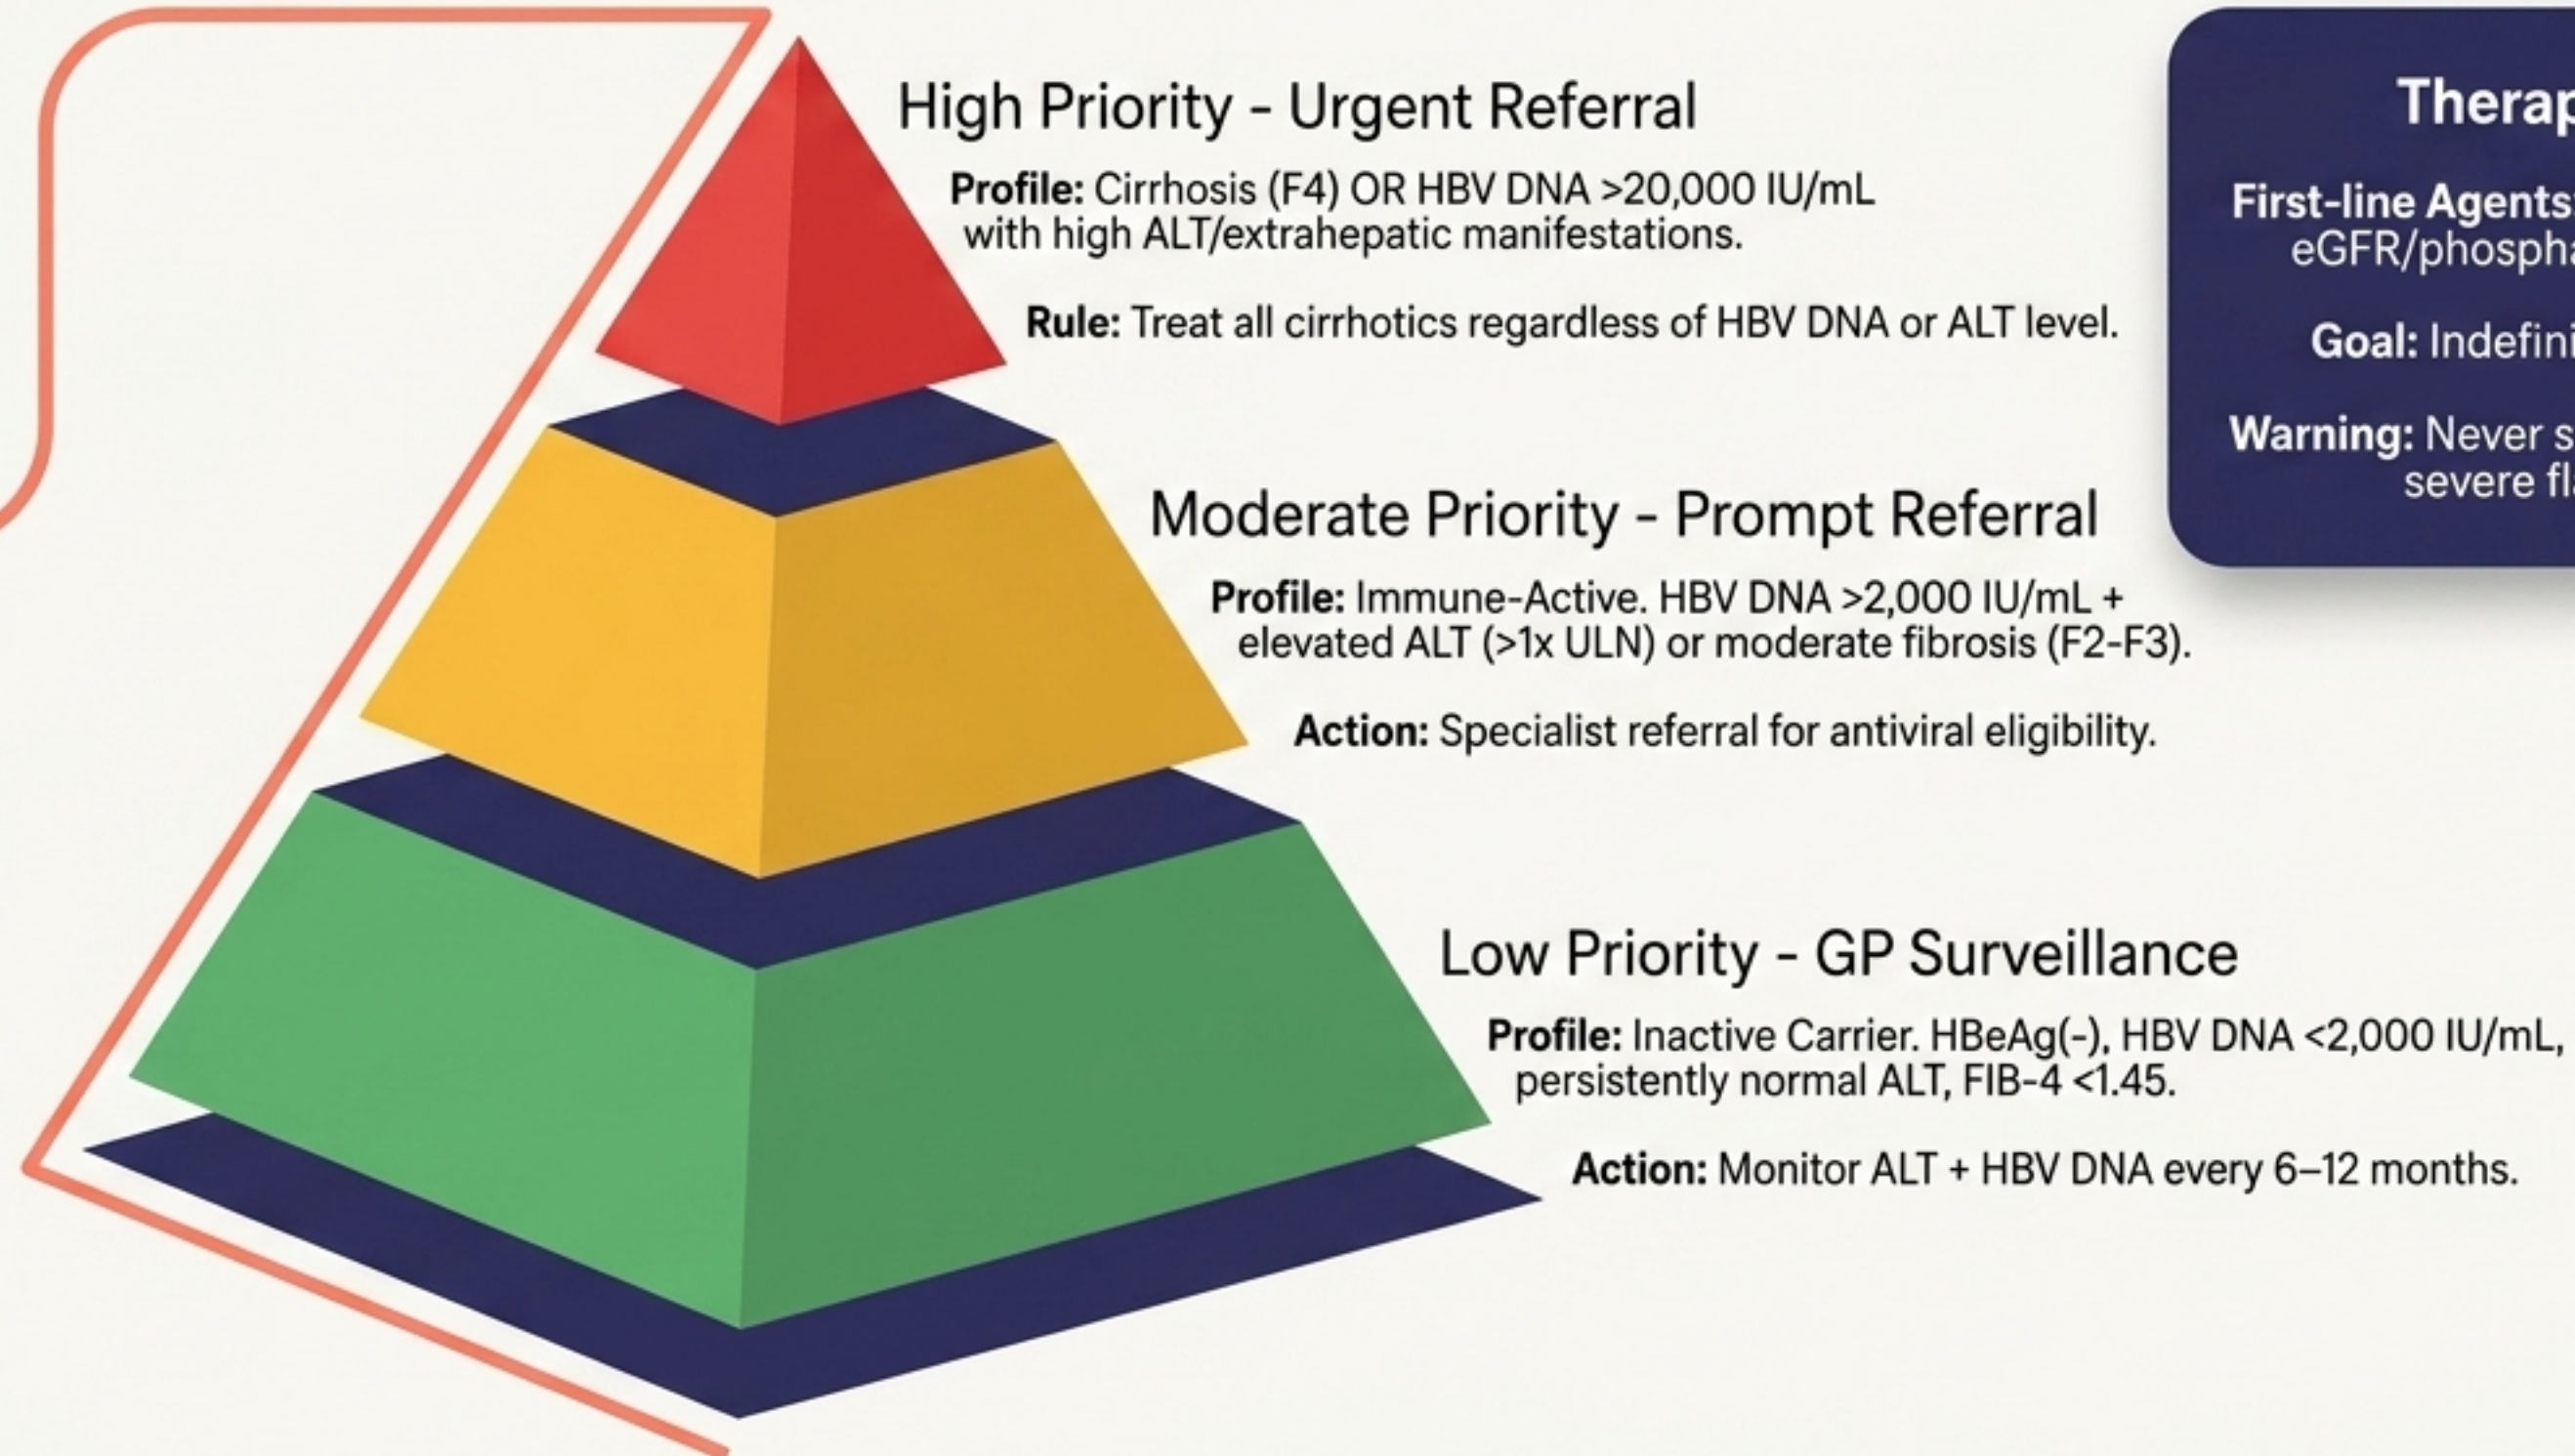 High Priority - Urgent Referral
Profile: Cirrhosis (F4) OR HBV DNA >20,000 IU/mL
with high ALT/extrahepatic manifestations.
Rule: Treat all cirrhotics regardless of HBV DNA or ALT level.
Moderate Priority - Prompt Referral
Profile: Immune-Active. HBV DNA >2,000 IU/mL +
elevated ALT (>1x ULN) or moderate fibrosis (F2-F3).
Action: Specialist referral for antiviral eligibility.
Low Priority - GP Surveillance
Profile: Inactive Carrier. HBeAg(-), HBV DNA <2,000 IU/mL,
persistently normal ALT, FIB-4 <1.45.
Action: Monitor ALT + HBV DNA every 6–12 months.
First-line Agents
Goal:
Warning: Never
severe